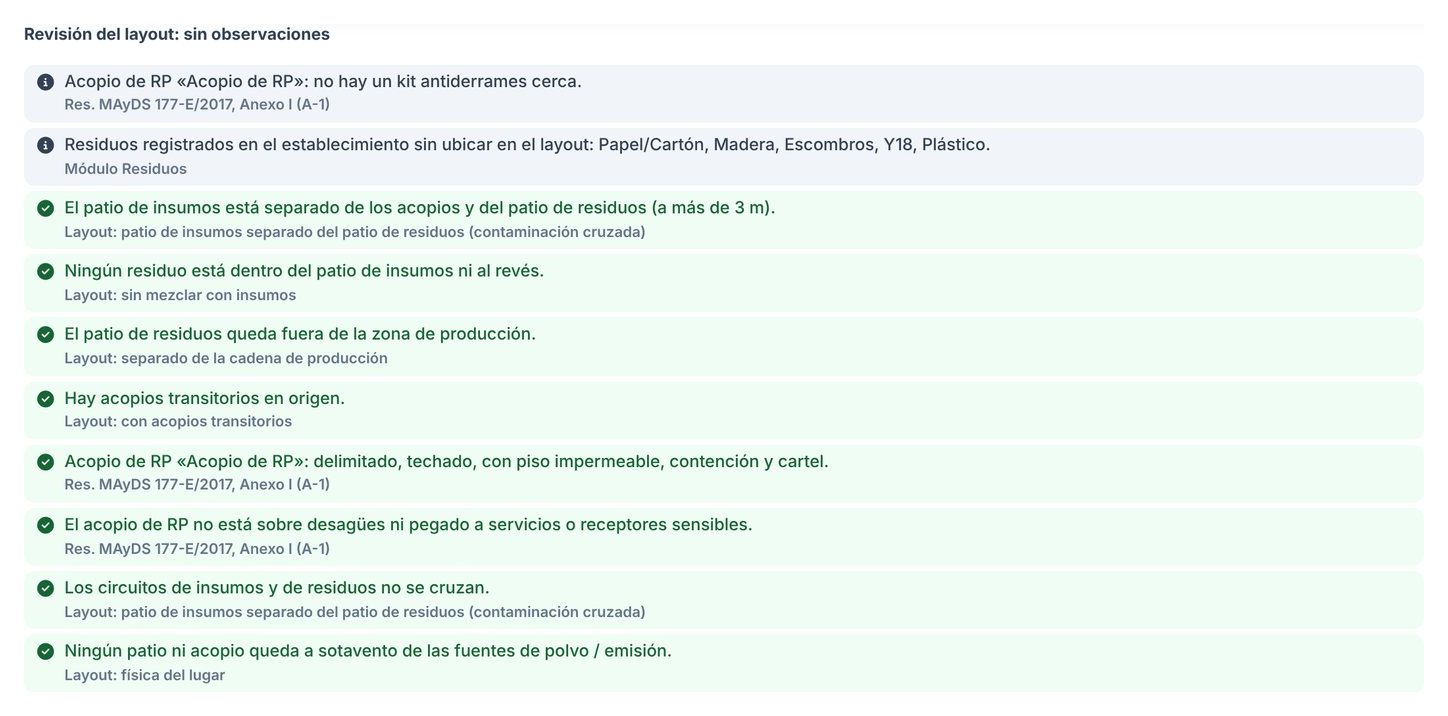 Revisión del layout: sin observaciones
Acopio de RP «Acopio de RP»: no hay un kit antiderrames cerca.
Res. MAyDS 177-E/2017, Anexo I (A-1)
Residuos registrados en el establecimiento sin ubicar en el layout: Papel/Cartón, Madera, Escombros, Y18, Plástico.
Módulo Residuos
El patio de insumos está separado de los acopios y del patio de residuos (a más de 3 m).
Layout: patio de insumos separado del patio de residuos (contaminación cruzada)
Ningún residuo está dentro del patio de insumos ni al revés.
Layout: sin mezclar con insumos
El patio de residuos queda fuera de la zona de producción.
Layout: separado de la cadena de producción
Hay acopios transitorios en origen.
Layout: con acopios transitorios
Acopio de RP «Acopio de RP»: delimitado, techado, con piso impermeable, contención y cartel.
Res. MAyDS 177-E/2017, Anexo I (A-1)
El acopio de RP no está sobre desagües ni pegado a servicios o receptores sensibles.
Res. MAyDS 177-E/2017, Anexo I (A-1)
Los circuitos de insumos y de residuos no se cruzan.
Layout: patio de insumos separado del patio de residuos (contaminación cruzada)
Ningún patio ni acopio queda a sotavento de las fuentes de polvo / emisión.
Layout: física del lugar